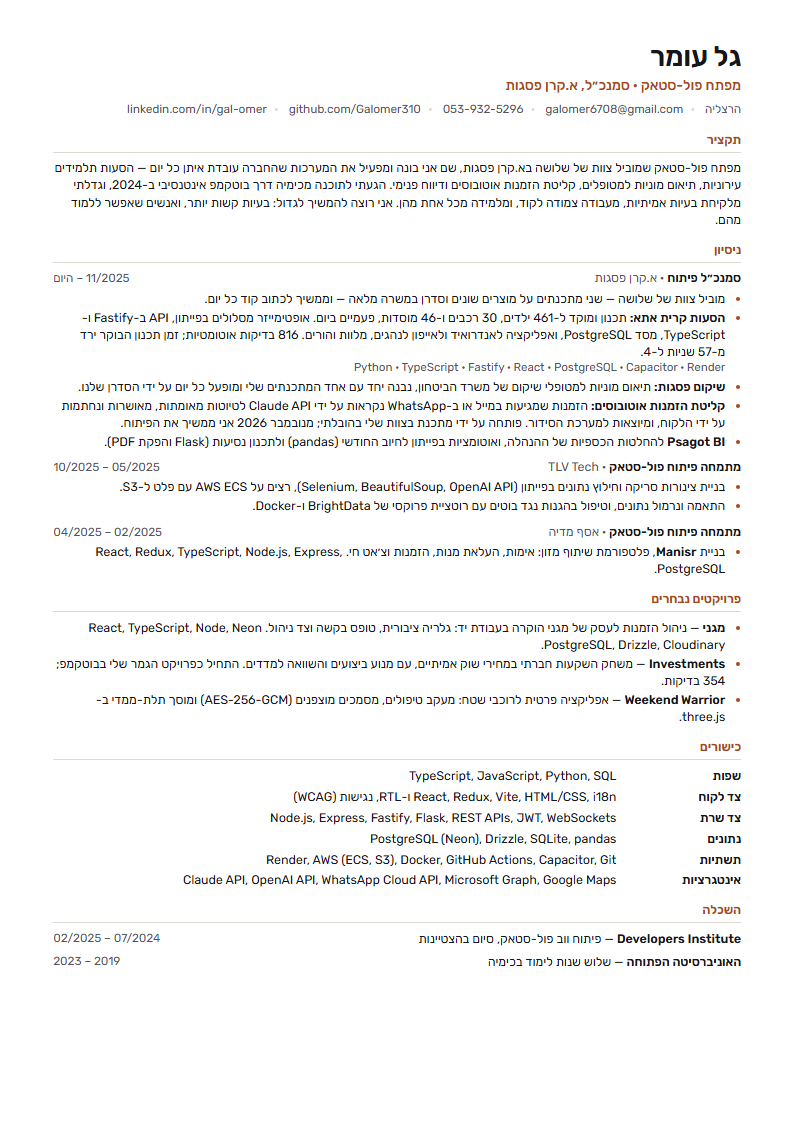 גל עומר
מפתח פול-סטאק · סמנכ״ל, א.קרן פסגות
הרצליה • galomer6708@gmail.com • 053-932-5296 • github.com/Galomer310 • linkedin.com/in/gal-omer
תקציר
מפתח פול-סטאק שמוביל צוות של שלושה בא.קרן פסגות, שם אני בונה ומפעיל את המערכות שהחברה עובדת איתן כל יום — הסעות תלמידים
עירוניות, תיאום מוניות למטופלים, קליטת הזמנות אוטובוסים ודיווח פנימי. הגעתי לתוכנה מכימיה דרך בוטקמפ אינטנסיבי ב-2024, וגדלתי
מלקיחת בעיות אמיתיות, מעבודה צמודה לקוד, ומלמידה מכל אחת מהן. אני רוצה להמשיך לגדול: בעיות קשות יותר, ואנשים שאפשר ללמוד
מהם.
ניסיון
סמנכ״ל פיתוח · א.קרן פסגות 11/2025 – היום
• מוביל צוות של שלושה — שני מתכנתים על מוצרים שונים וסדרן במשרה מלאה — וממשיך לכתוב קוד כל יום.
• הסעות קרית אתא: תכנון ומוקד ל-461 ילדים, 30 רכבים ו-46 מוסדות, פעמיים ביום. אופטימייזר מסלולים בפייתון, API ב-Fastify ו-
TypeScript, מסד PostgreSQL, ואפליקציה לאנדרואיד ולאייפון לנהגים, מלוות והורים. 816 בדיקות אוטומטיות; זמן תכנון הבוקר ירד
מ-57 שניות ל-4.
Python · TypeScript · Fastify · React · PostgreSQL · Capacitor · Render
• שיקום פסגות: תיאום מוניות למטופלי שיקום של משרד הביטחון, נבנה יחד עם אחד המתכנתים שלי ומופעל כל יום על ידי הסדרן שלנו.
• קליטת הזמנות אוטובוסים: הזמנות שמגיעות במייל או ב-WhatsApp נקראות על ידי Claude API לטיוטות מאומתות, מאושרות ונחתמות
על ידי הלקוח, ומיוצאות למערכת הסידור. פותחה על ידי מתכנת בצוות שלי בהובלתי; מנובמבר 2026 אני ממשיך את הפיתוח.
• Psagot BI להחלטות הכספיות של ההנהלה, ואוטומציות בפייתון לחיוב החודשי (pandas) ולתכנון נסיעות (Flask והפקת PDF).
מתמחה פיתוח פול-סטאק · TLV Tech 10/2025 – 05/2025
• בניית צינורות סריקה וחילוץ נתונים בפייתון (Selenium, BeautifulSoup, OpenAI API), רצים על AWS ECS עם פלט ל-S3.
• התאמה ונרמול נתונים, וטיפול בהגנות נגד בוטים עם רוטציית פרוקסי של BrightData ו-Docker.
מתמחה פיתוח פול-סטאק · אסף מדיה 04/2025 – 02/2025
• בניית Manisr, פלטפורמת שיתוף מזון: אימות, העלאת מנות, הזמנות וצ׳אט חי. React, Redux, TypeScript, Node.js, Express,
PostgreSQL.
פרויקטים נבחרים
• מגני — ניהול הזמנות לעסק של מגני הוקרה בעבודת יד: גלריה ציבורית, טופס בקשה וצד ניהול. React, TypeScript, Node, Neon
PostgreSQL, Drizzle, Cloudinary.
• Investments — משחק השקעות חברתי במחירי שוק אמיתיים, עם מנוע ביצועים והשוואה למדדים. התחיל כפרויקט הגמר שלי בבוטקמפ;
354 בדיקות.
• Weekend Warrior — אפליקציה פרטית לרוכבי שטח: מעקב טיפולים, מסמכים מוצפנים (AES-256-GCM) ומוסך תלת-ממדי ב-
three.js.
כישורים
שפות TypeScript, JavaScript, Python, SQL
צד לקוח React, Redux, Vite, HTML/CSS, i18n ו-RTL, נגישות (WCAG)
צד שרת Node.js, Express, Fastify, Flask, REST APIs, JWT, WebSockets
נתונים PostgreSQL (Neon), Drizzle, SQLite, pandas
תשתיות Render, AWS (ECS, S3), Docker, GitHub Actions, Capacitor, Git
אינטגרציות Claude API, OpenAI API, WhatsApp Cloud API, Microsoft Graph, Google Maps
השכלה
Developers Institute — פיתוח ווב פול-סטאק, סיום בהצטיינות 02/2025 – 07/2024
האוניברסיטה הפתוחה — שלוש שנות לימוד בכימיה 2023 – 2019